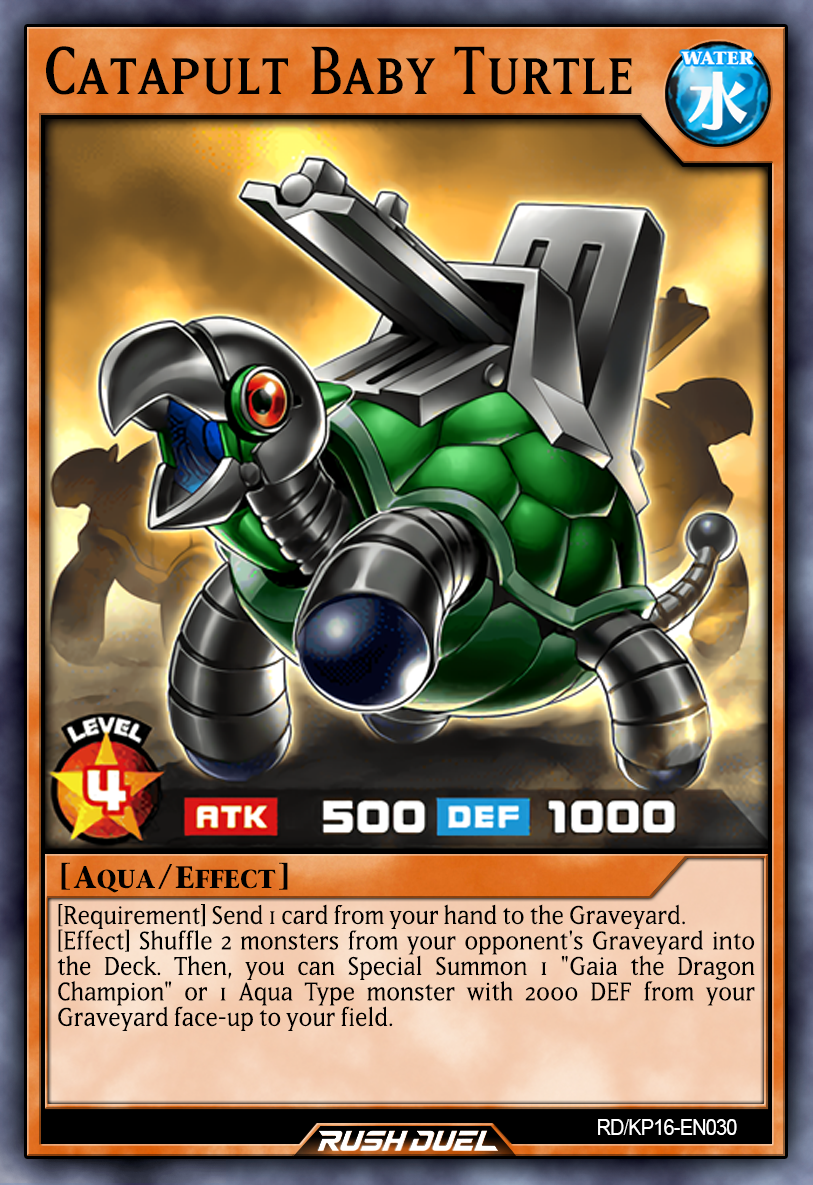 CATAPULT BABY TURTLE
WATER
水
LEVEL
4
ATK 500 DEF 1000
[AQUA/EFFECT]
[Requirement] Send 1 card from your hand to the Graveyard.
[Effect] Shuffle 2 monsters from your opponent's Graveyard into
the Deck. Then, you can Special Summon 1 "Gaia the Dragon
Champion" or 1 Aqua Type monster with 2000 DEF from your
Graveyard face-up to your field.
RD/KP16-EN030
RUSH DUEL